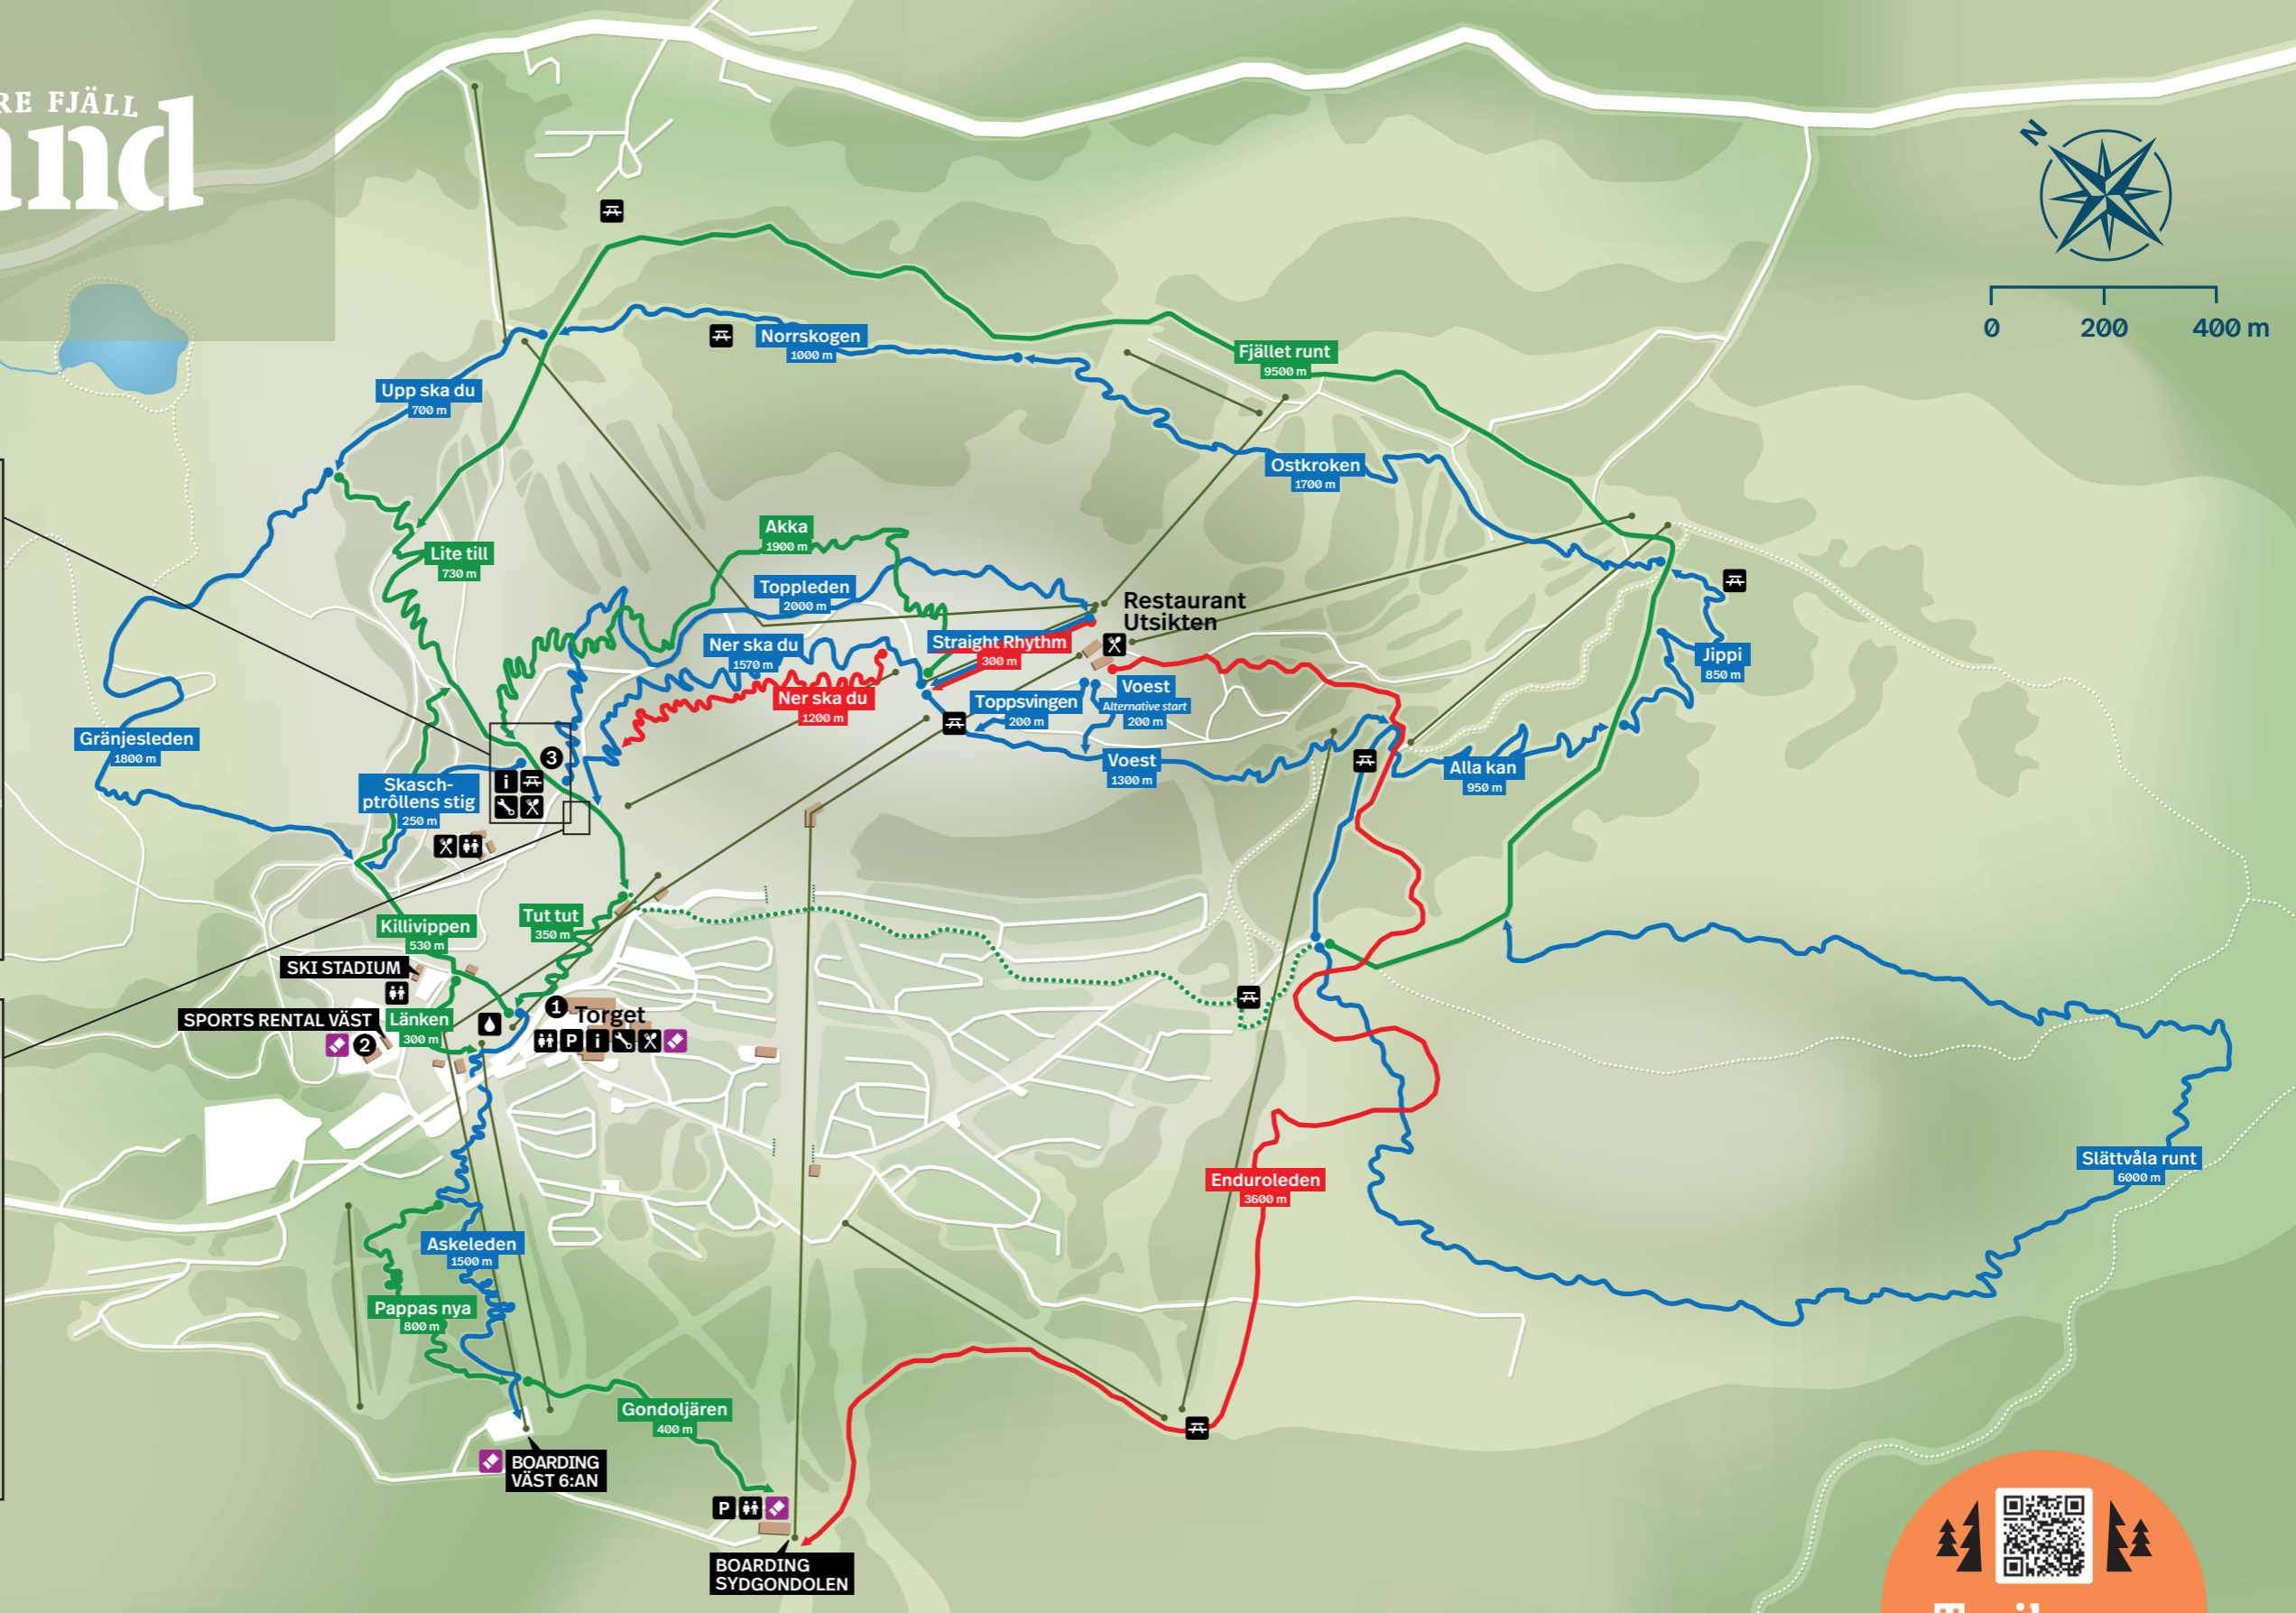 RE FJÄLL
and
N
0 200 400 m
Norrskogen
1000 m
Fjället runt
9500 m
Upp ska du
700 m
Ostkroken
1700 m
Akka
1900 m
Lite till
730 m
Toppleden
2000 m
Restaurant
Utsikten
Straight Rhythm
300 m
Ner ska du
1570 m
Jippi
850 m
Ner ska du
1200 m
Toppsvingen
200 m
Voest
Alternative start
200 m
Gränjesleden
1800 m
3
i
Voest
1300 m
Alla kan
950 m
Skasch-
ptröllens stig
250 m
Killivippen
530 m
Tut tut
350 m
SKI STADIUM
SPORTS RENTAL VÄST
2
Länken
300 m
1
Torget
P i
Slättvåla runt
6000 m
Enduroleden
3600 m
Askeleden
1500 m
Pappas nya
800 m
Gondoljären
400 m
BOARDING
VÄST 6:AN
P
BOARDING
SYDGONDOLEN